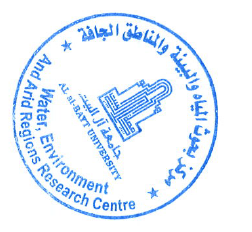 مركز بحوث المياه والبيئة والمناطق الجافة
جامعة آل البيت
AL al-BAYT UNIVERSITY
Water, Environment
And Arid Regions Research Centre